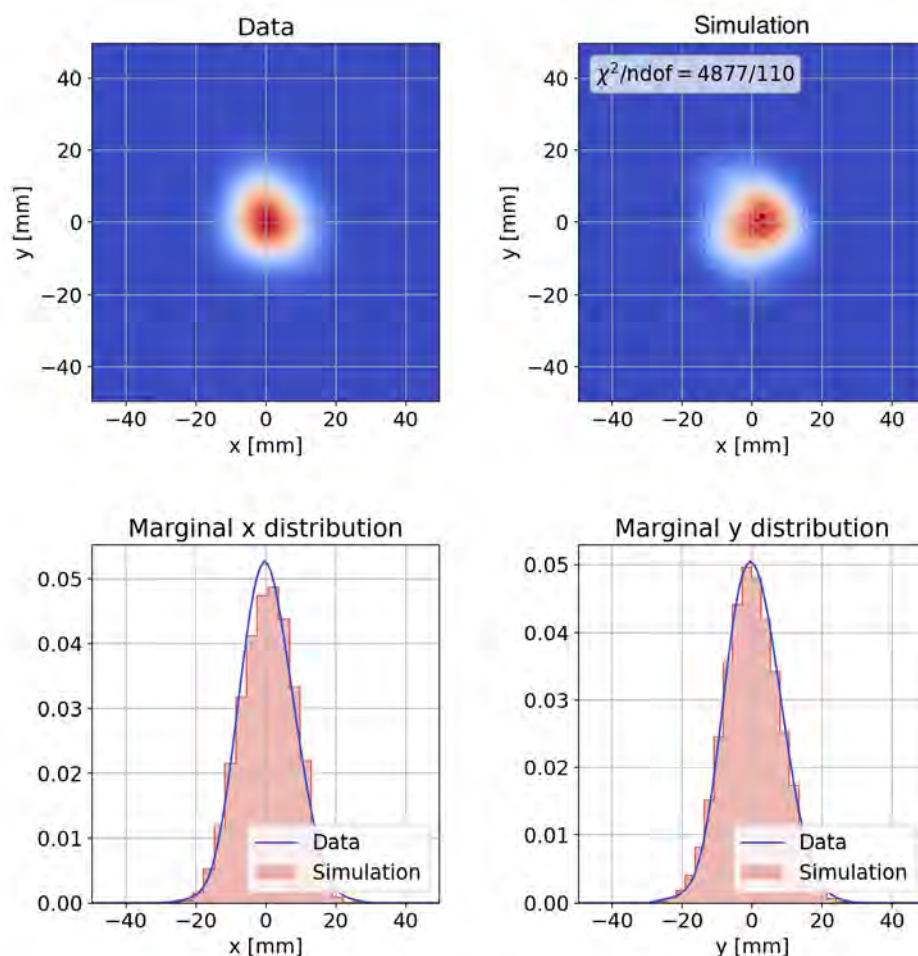 Data
40
20
0
−20
−40
y [mm]
−40 −20 0 20 40
x [mm]
Simulation
χ²/ndof = 4877/110
40
20
0
−20
−40
y [mm]
−40 −20 0 20 40
x [mm]
Marginal x distribution
0.05
0.04
0.03
0.02
0.01
0.00
Data
Simulation
−40 −20 0 20 40
x [mm]
Marginal y distribution
0.05
0.04
0.03
0.02
0.01
0.00
Data
Simulation
−40 −20 0 20 40
y [mm]